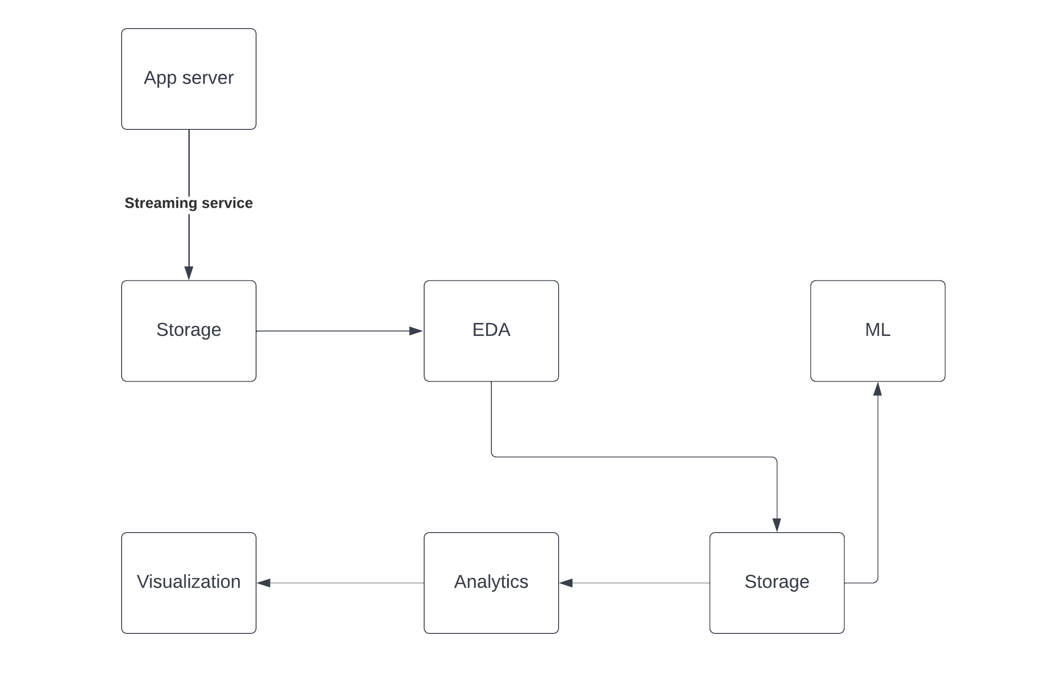 App server
Streaming service
Storage
EDA
ML
Visualization
Analytics
Storage